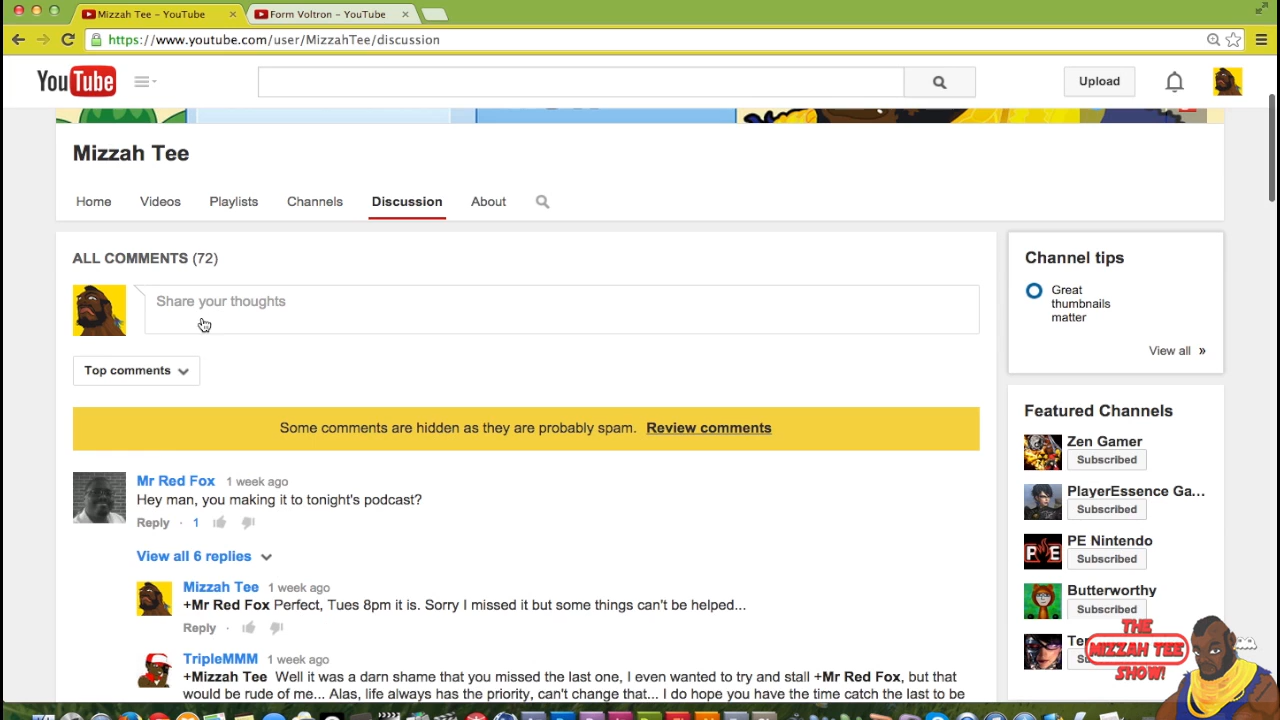 Mizzah Tee - YouTube
Form Voltron - YouTube
https://www.youtube.com/user/MizzahTee/discussion
YouTube
Upload
Mizzah Tee
Home Videos Playlists Channels Discussion About
ALL COMMENTS (72)
Share your thoughts
Top comments
Some comments are hidden as they are probably spam. Review comments
Mr Red Fox 1 week ago
Hey man, you making it to tonight's podcast?
Reply · 1
View all 6 replies
Mizzah Tee 1 week ago
+Mr Red Fox Perfect, Tues 8pm it is. Sorry I missed it but some things can't be helped...
Reply ·
TripleMMM 1 week ago
+Mizzah Tee Well it was a darn shame that you missed the last one, I even wanted to try and stall +Mr Red Fox, but that
would be rude of me... Alas, life always has the priority, can't change that... I do hope you have the time catch the last to be
Channel tips
Great
thumbnails
matter
View all »
Featured Channels
Zen Gamer
Subscribed
PlayerEssence Ga...
Subscribed
PE Nintendo
Subscribed
Butterworthy
Subscribed
THE
MIZZAH TEE
SHOW!